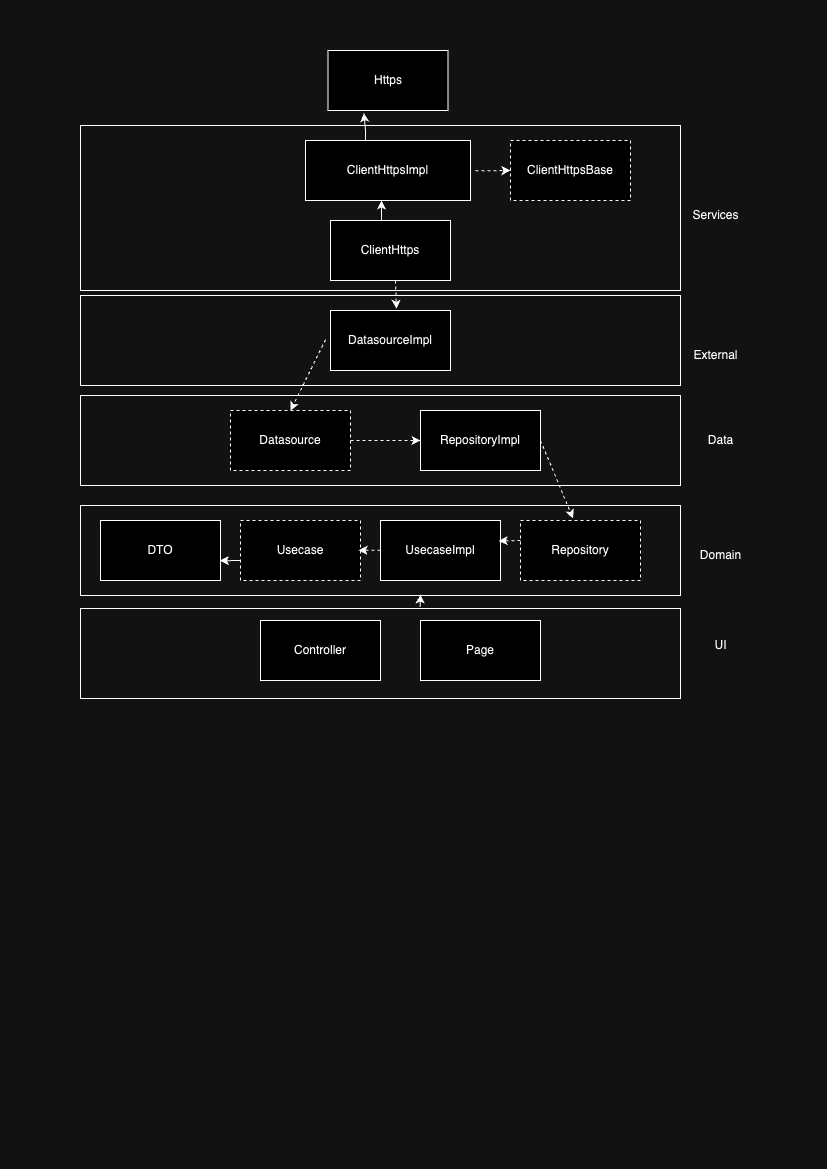 Https
ClientHttpsImpl
ClientHttpsBase
Services
ClientHttps
DatasourceImpl
External
Datasource
RepositoryImpl
Data
DTO
Usecase
UsecaseImpl
Repository
Domain
Controller
Page
UI